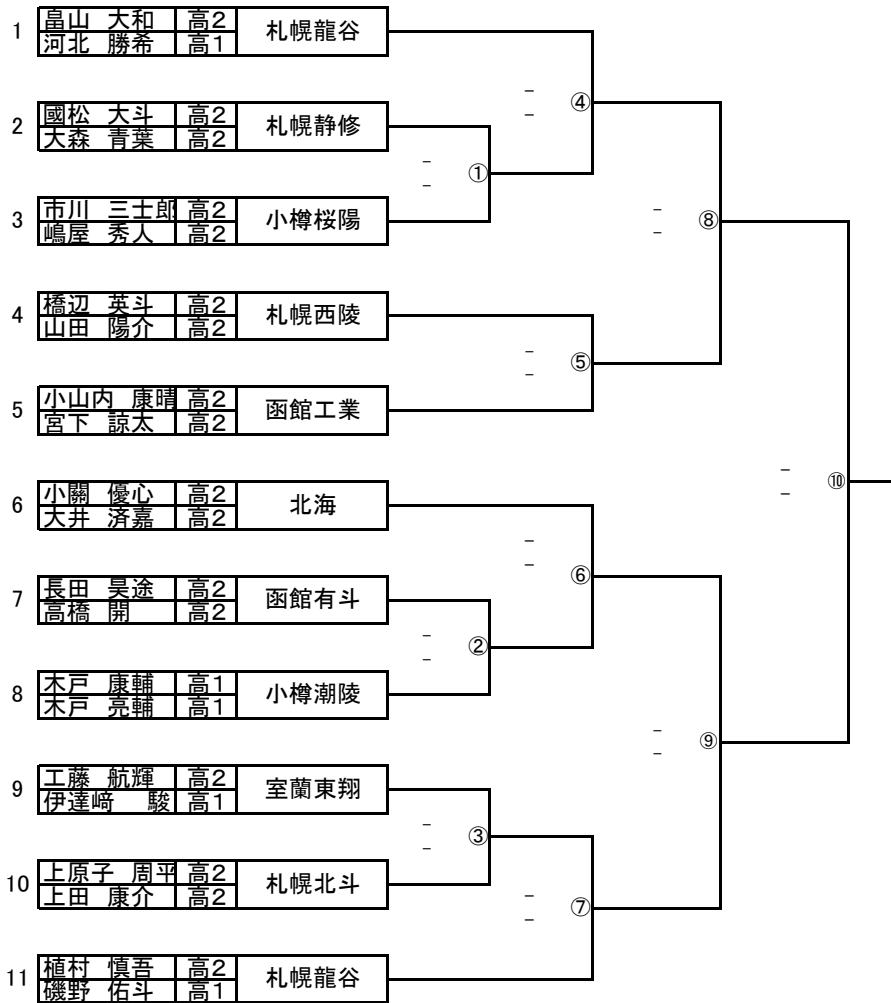 1 畠山 大和 高2 札幌龍谷
河北 勝希 高1
④
2 國松 大斗 高2 札幌静修
大森 青葉 高2
①
3 市川 三士郎 高2 小樽桜陽
嶋屋 秀人 高2
⑧
4 橋辺 英斗 高2 札幌西陵
山田 陽介 高2
⑤
5 小山内 康晴 高2 函館工業
宮下 諒太 高2
⑩
6 小關 優心 高2 北海
大井 済嘉 高2
⑥
7 長田 昊途 高2 函館有斗
高橋 開 高2
②
8 木戸 康輔 高1 小樽潮陵
木戸 亮輔 高1
⑨
9 工藤 航輝 高2 室蘭東翔
伊達﨑 駿 高1
③
10 上原子 周平 高2 札幌北斗
上田 康介 高2
⑦
11 植村 慎吾 高2 札幌龍谷
磯野 佑斗 高1